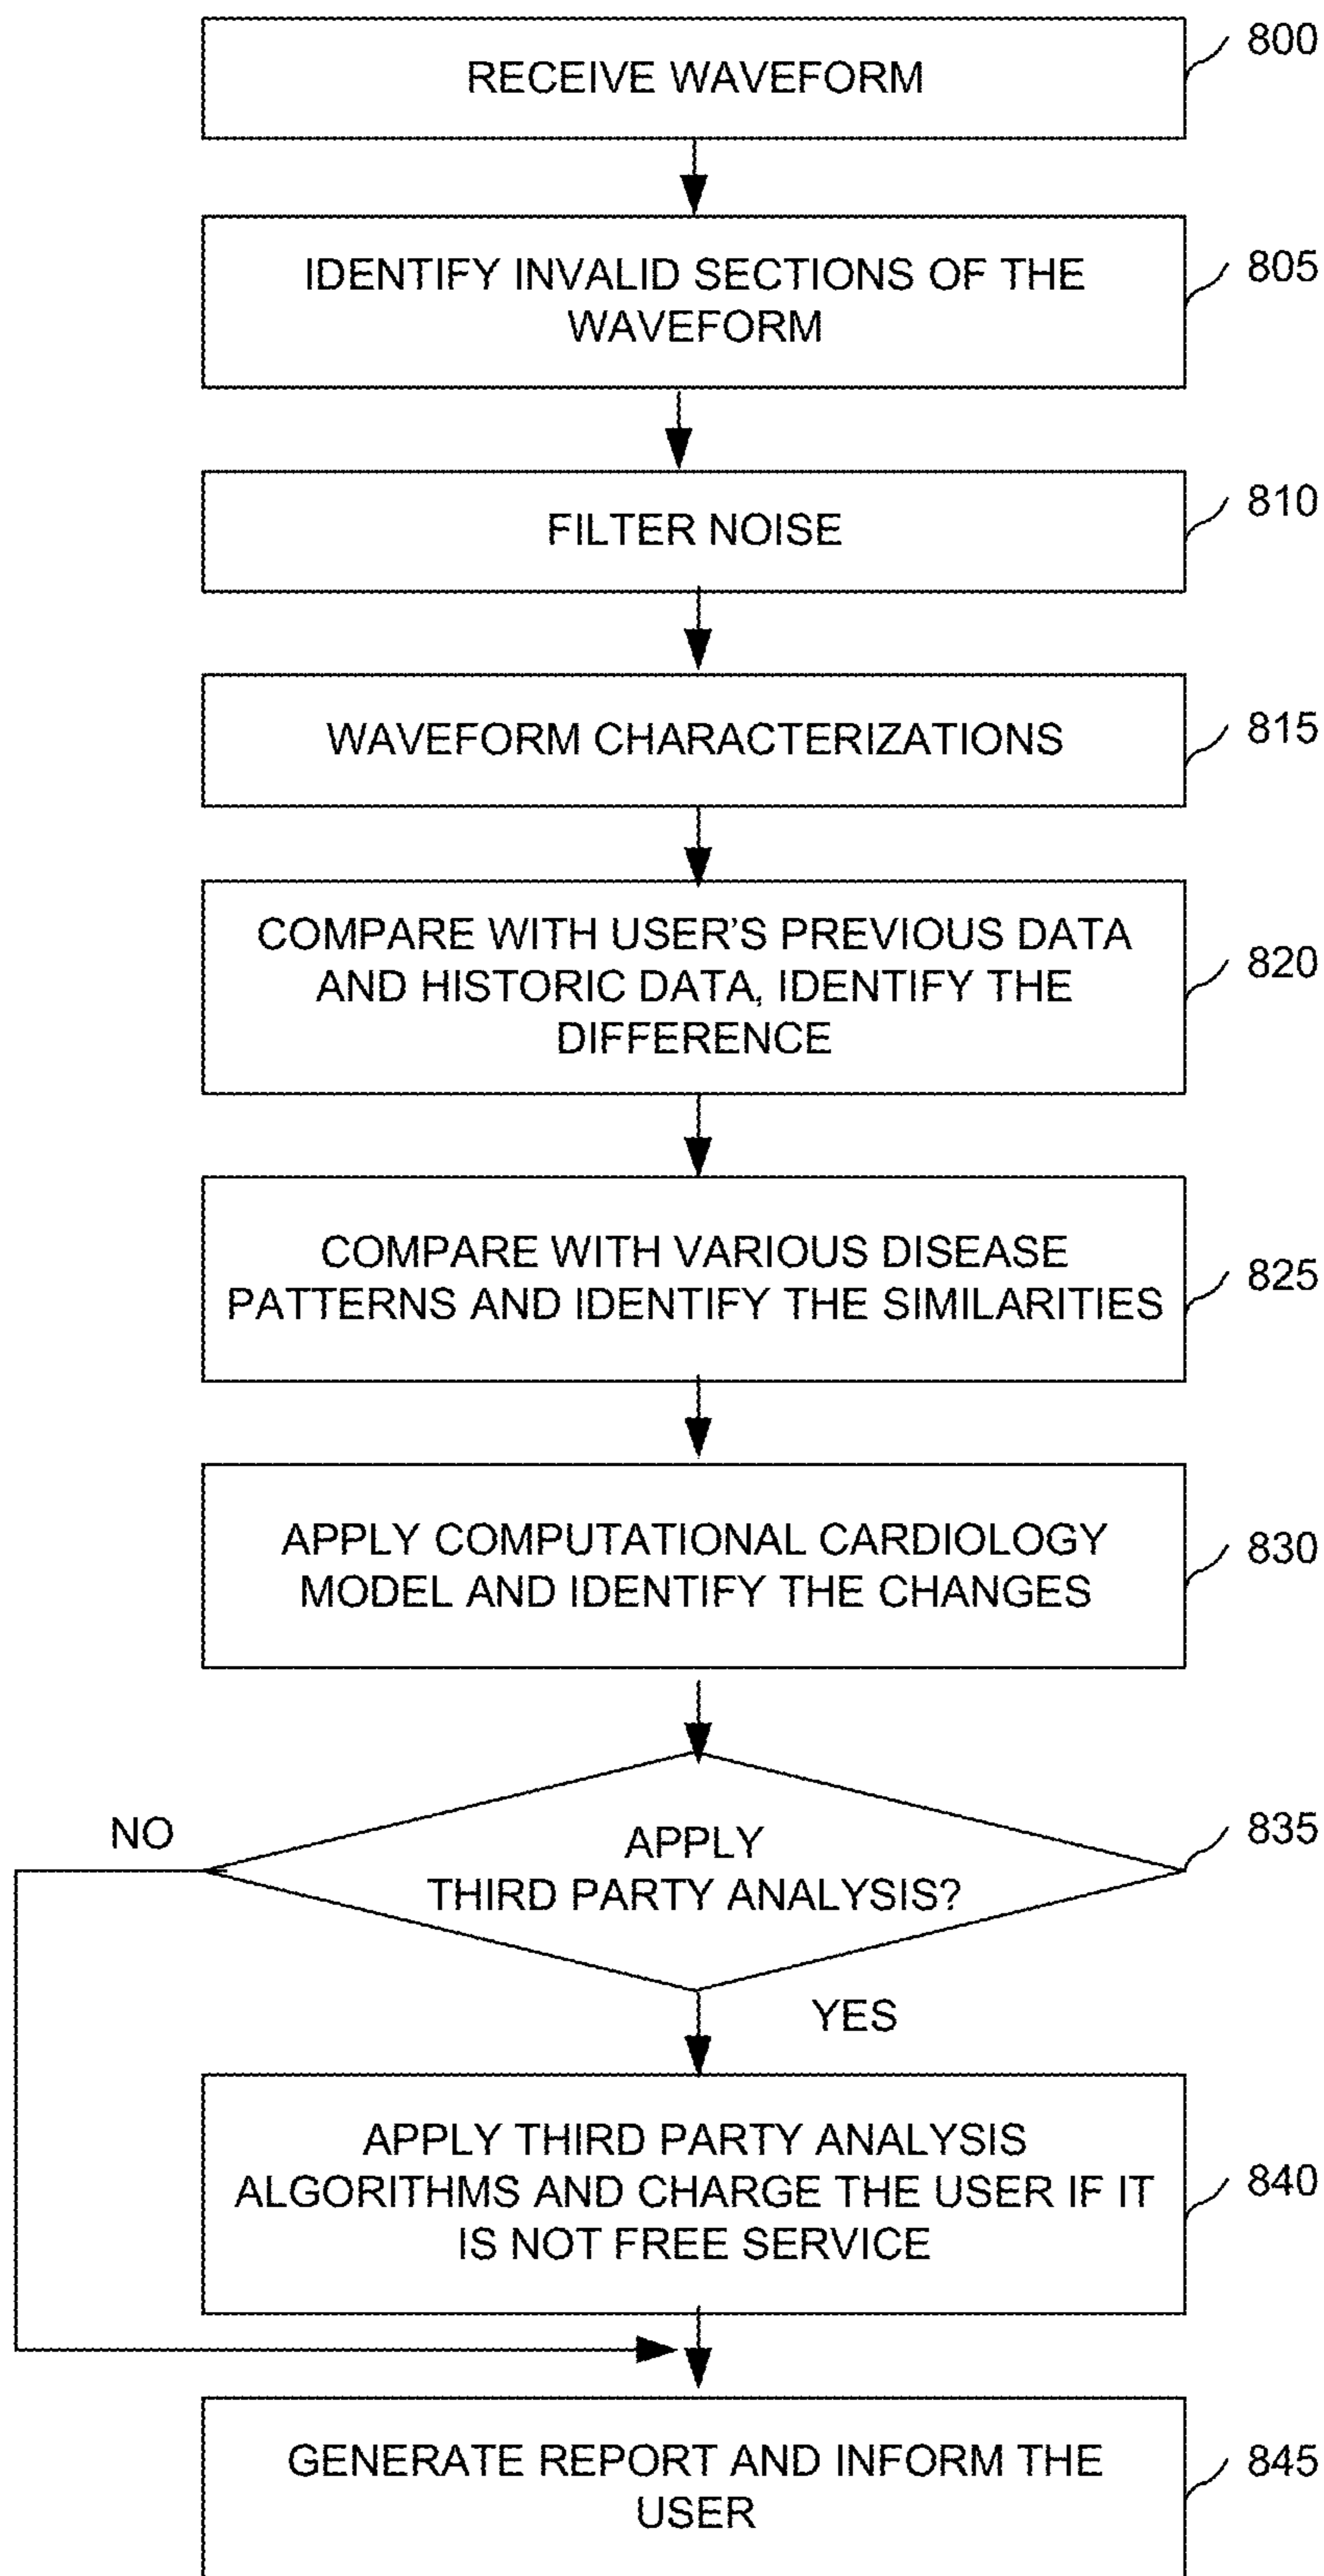 RECEIVE WAVEFORM
800
IDENTIFY INVALID SECTIONS OF THE
WAVEFORM
805
FILTER NOISE
810
WAVEFORM CHARACTERIZATIONS
815
COMPARE WITH USER'S PREVIOUS DATA
AND HISTORIC DATA, IDENTIFY THE
DIFFERENCE
820
COMPARE WITH VARIOUS DISEASE
PATTERNS AND IDENTIFY THE SIMILARITIES
825
APPLY COMPUTATIONAL CARDIOLOGY
MODEL AND IDENTIFY THE CHANGES
830
NO
APPLY
THIRD PARTY ANALYSIS?
835
YES
APPLY THIRD PARTY ANALYSIS
ALGORITHMS AND CHARGE THE USER IF IT
IS NOT FREE SERVICE
840
GENERATE REPORT AND INFORM THE
USER
845